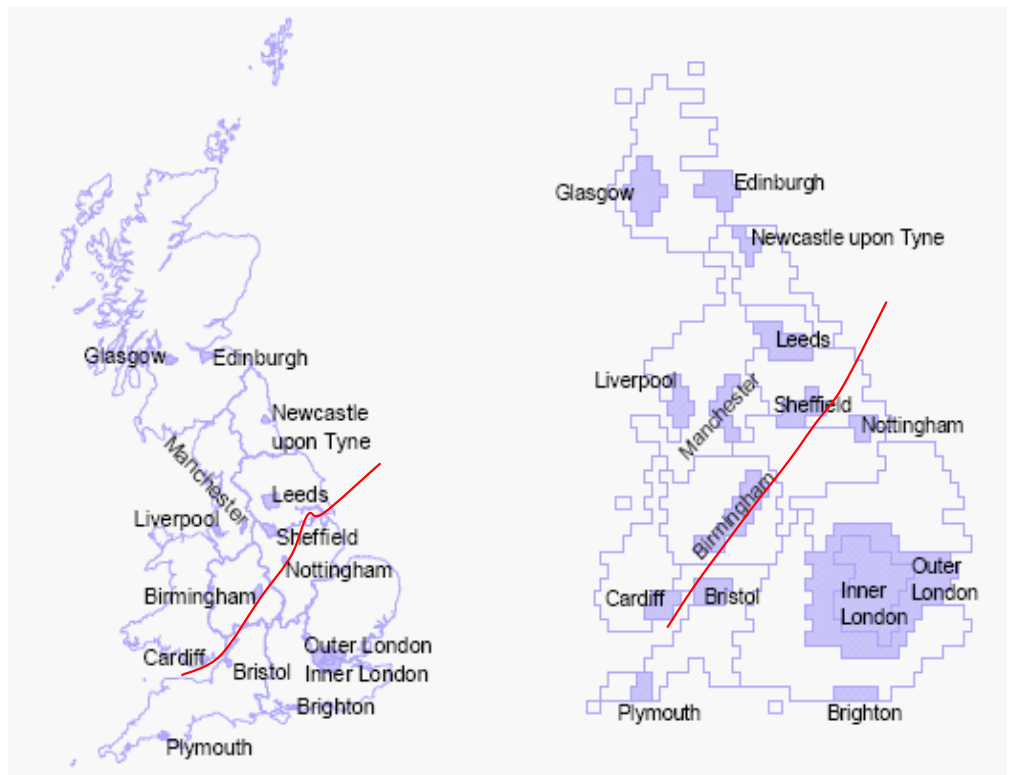 Glasgow
Edinburgh
Newcastle
upon Tyne
Manchester
Leeds
Liverpool
Sheffield
Nottingham
Birmingham
Outer London
Cardiff
Bristol
Inner London
Brighton
Plymouth
Glasgow
Edinburgh
Newcastle upon Tyne
Leeds
Liverpool
Manchester
Sheffield
Nottingham
Birmingham
Outer
London
Cardiff
Bristol
Inner
London
Plymouth
Brighton